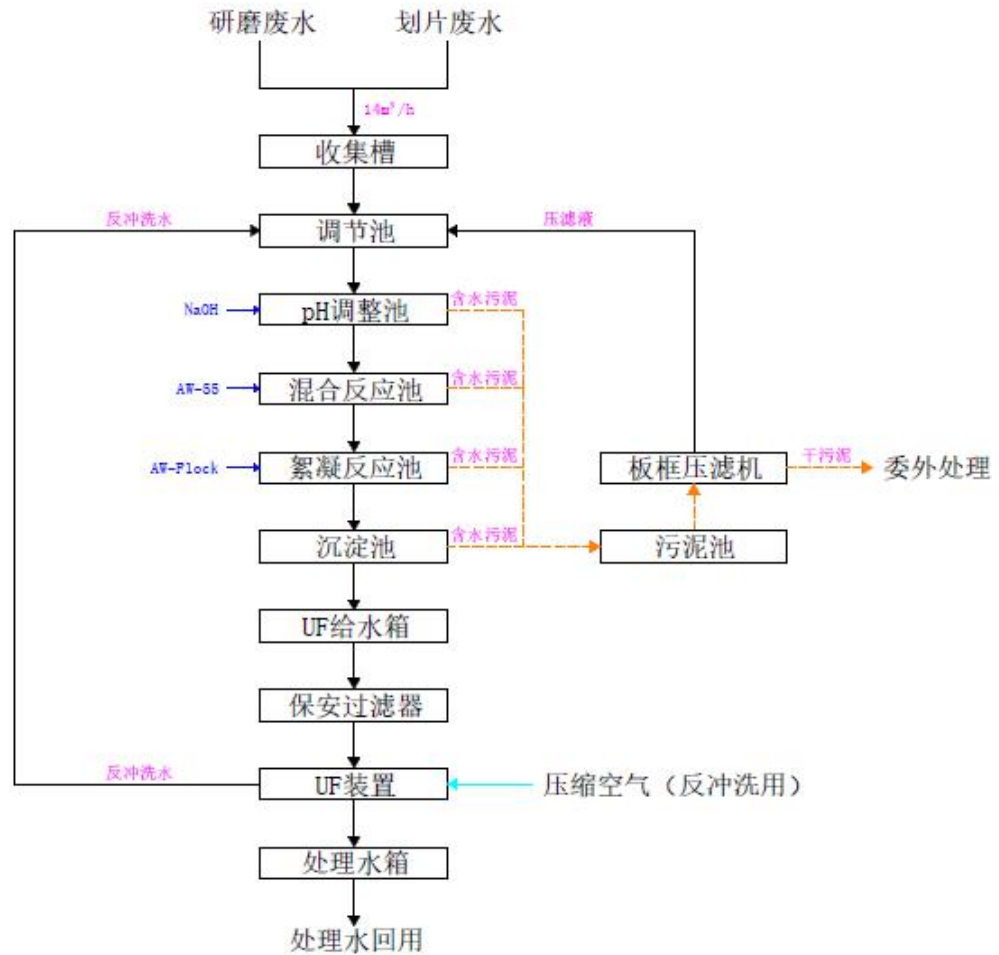 研磨废水 划片废水
14m³/h
收集槽
反冲洗水 压滤液
调节池
NaOH pH调整池 含水污泥
AW-55 混合反应池 含水污泥
AW-Flock 絮凝反应池 含水污泥 板框压滤机 干污泥 委外处理
沉淀池 含水污泥 污泥池
UF给水箱
保安过滤器
反冲洗水 UF装置 压缩空气（反冲洗用）
处理水箱
处理水回用